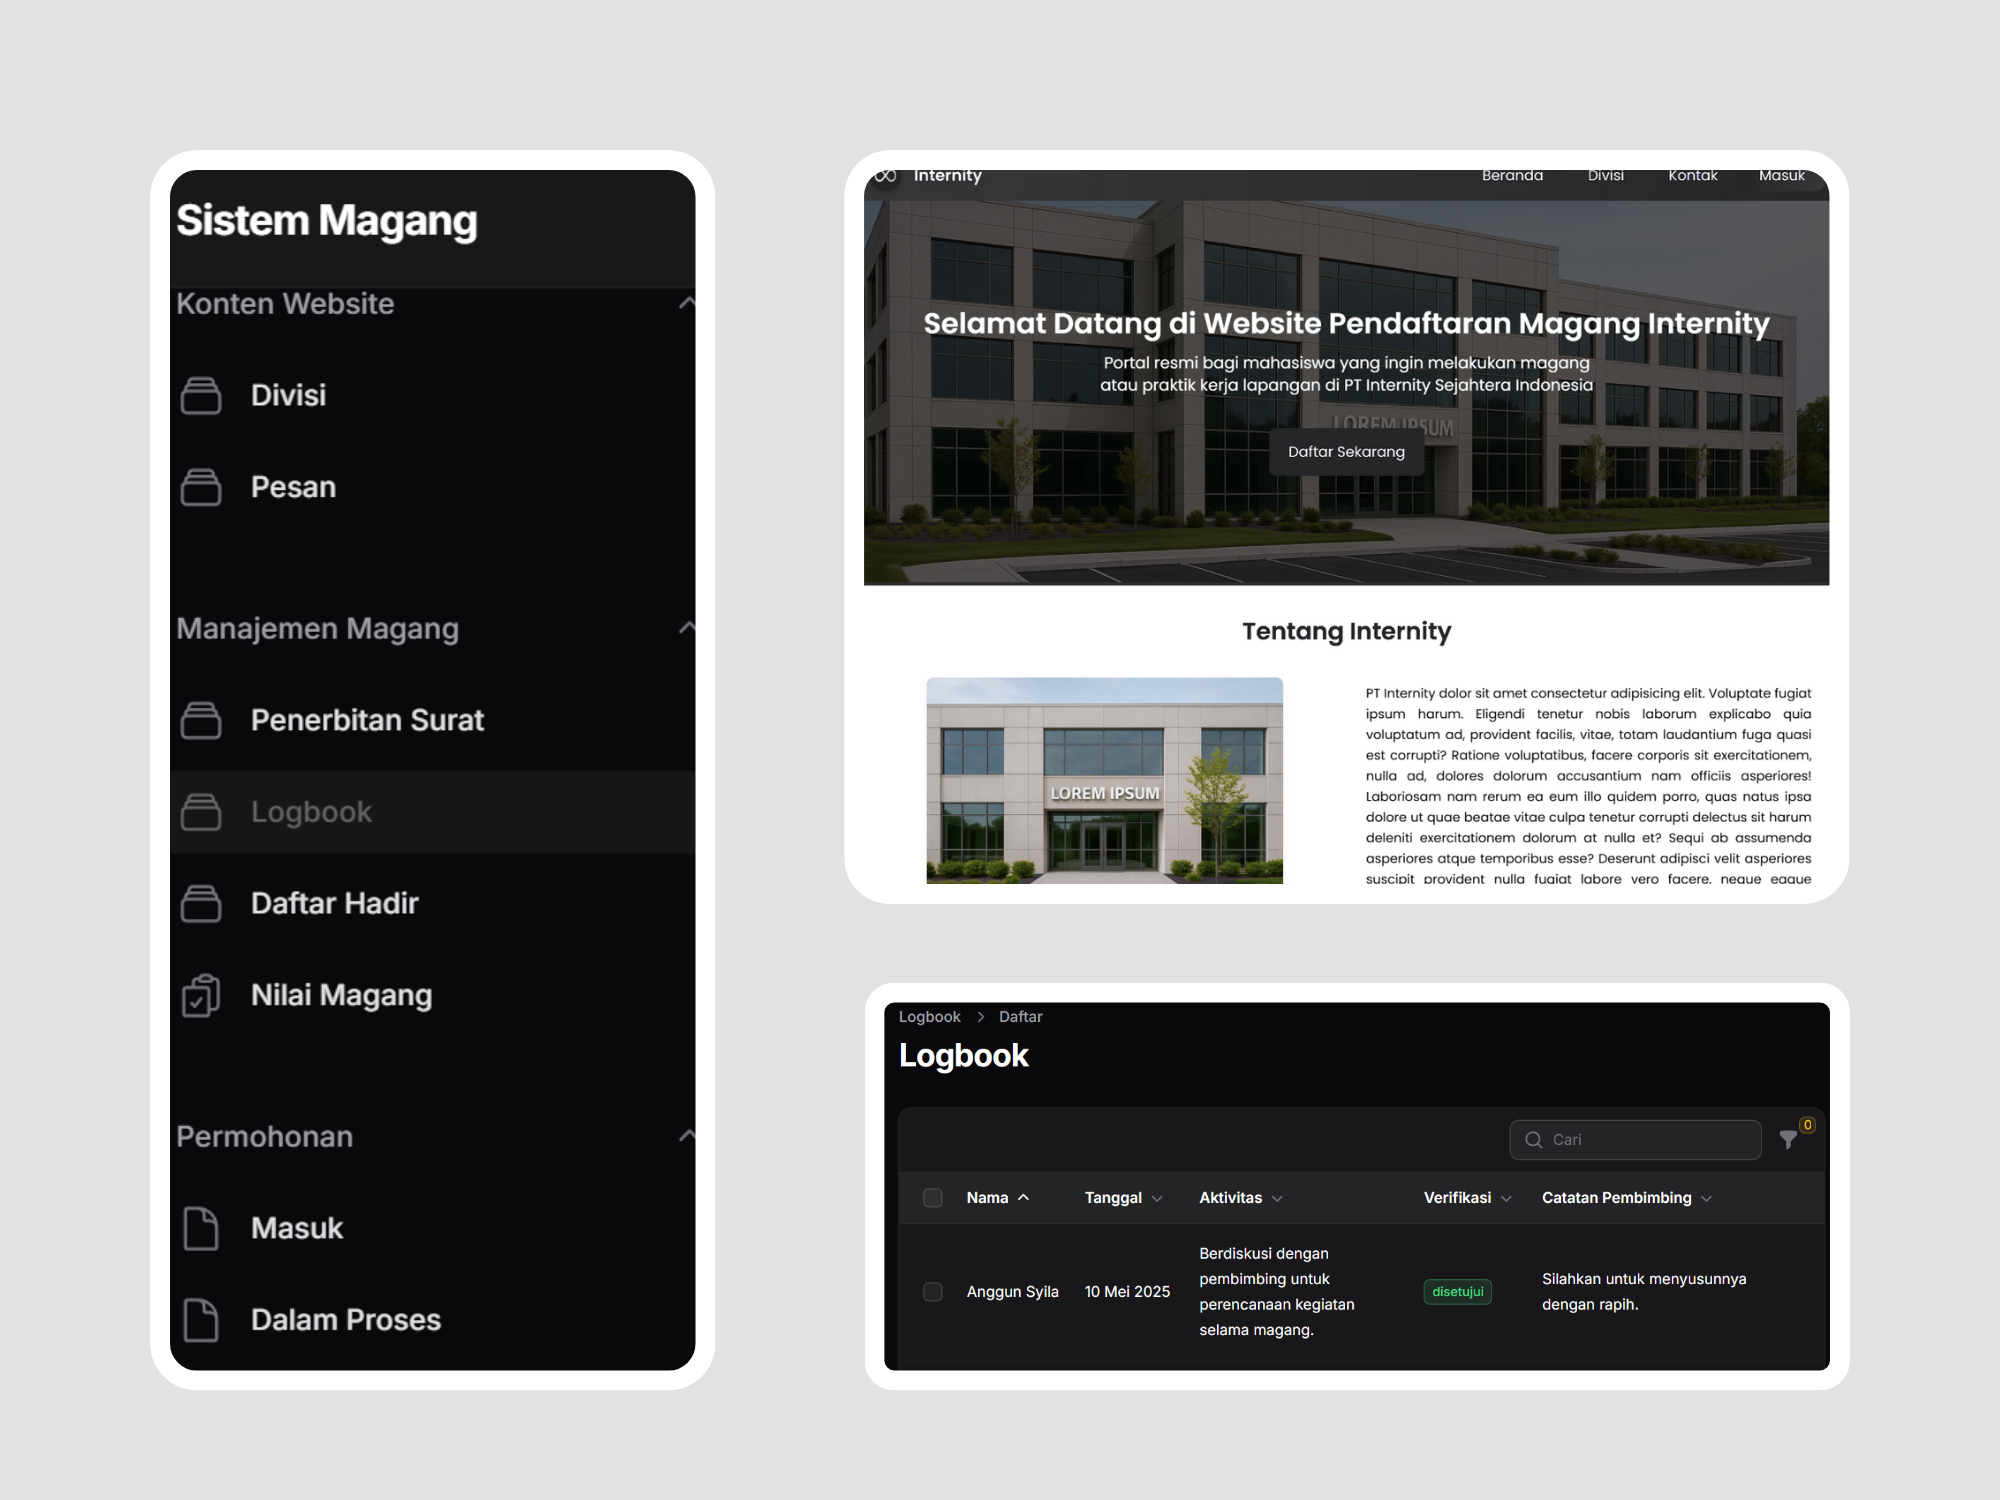 Sistem Magang
Konten Website
Divisi
Pesan
Manajemen Magang
Penerbitan Surat
Logbook
Daftar Hadir
Nilai Magang
Permohonan
Masuk
Dalam Proses
Internity
Beranda Divisi Kontak Masuk
Selamat Datang di Website Pendaftaran Magang Internity
Portal resmi bagi mahasiswa yang ingin melakukan magang
atau praktik kerja lapangan di PT Internity Sejahtera Indonesia
LOREM IPSUM
Daftar Sekarang
Tentang Internity
LOREM IPSUM
PT Internity dolor sit amet consectetur adipisicing elit. Voluptate fugiat
ipsum harum. Eligendi tenetur nobis laborum explicabo quia
voluptatum ad, provident facilis, vitae, totam laudantium fuga quasi
est corrupti? Ratione voluptatibus, facere corporis sit exercitationem,
nulla ad, dolores dolorum accusantium nam officiis asperiores!
Laboriosam nam rerum ea eum illo quidem porro, quas natus ipsa
dolore ut quae beatae vitae culpa tenetur corrupti delectus sit harum
deleniti exercitationem dolorum at nulla et? Sequi ab assumenda
asperiores atque temporibus esse? Deserunt adipisci velit asperiores
suscipit provident nulla fugiat labore vero facere, neque eaque
Logbook > Daftar
Logbook
Cari
0
Nama Tanggal Aktivitas Verifikasi Catatan Pembimbing
Anggun Syila 10 Mei 2025
Berdiskusi dengan
pembimbing untuk
perencanaan kegiatan
selama magang.
disetujui
Silahkan untuk menyusunnya
dengan rapih.